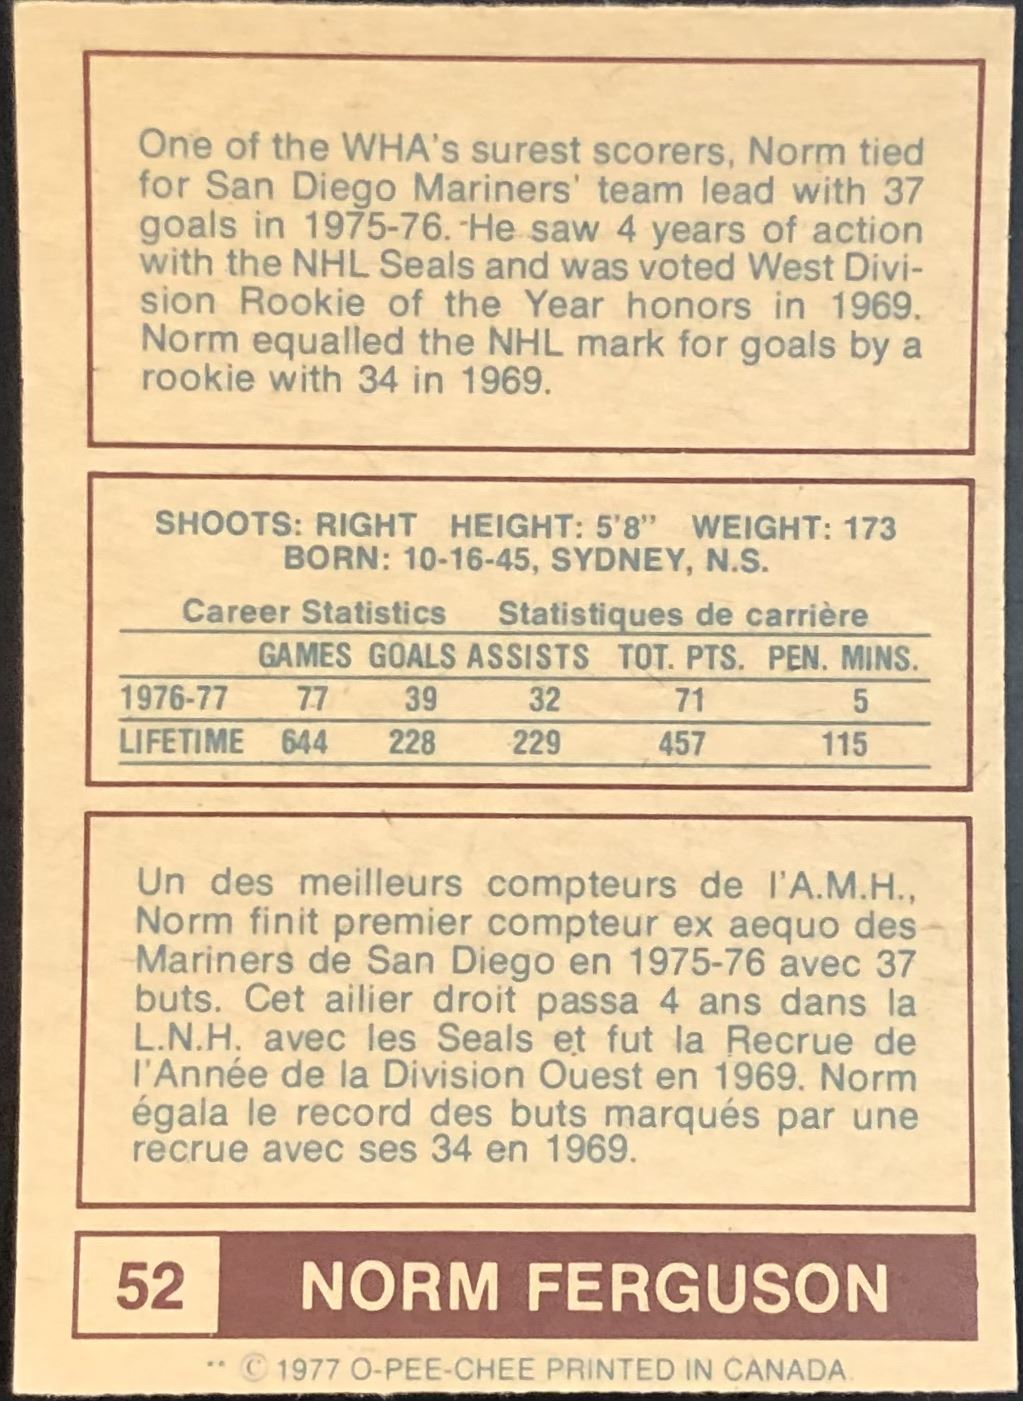 One of the WHA's surest scorers, Norm tied
for San Diego Mariners' team lead with 37
goals in 1975-76. He saw 4 years of action
with the NHL Seals and was voted West Divi-
sion Rookie of the Year honors in 1969.
Norm equalled the NHL mark for goals by a
rookie with 34 in 1969.
SHOOTS: RIGHT HEIGHT: 5'8" WEIGHT: 173
BORN: 10-16-45, SYDNEY, N.S.
Career Statistics Statistiques de carrière
GAMES GOALS ASSISTS TOT. PTS. PEN. MINS.
1976-77 77 39 32 71 5
LIFETIME 644 228 229 457 115
Un des meilleurs compteurs de l'A.M.H.,
Norm finit premier compteur ex aequo des
Mariners de San Diego en 1975-76 avec 37
buts. Cet ailier droit passa 4 ans dans la
L.N.H. avec les Seals et fut la Recrue de
l'Année de la Division Ouest en 1969. Norm
égala le record des buts marqués par une
recrue avec ses 34 en 1969.
52 NORM FERGUSON
** © 1977 O-PEE-CHEE PRINTED IN CANADA